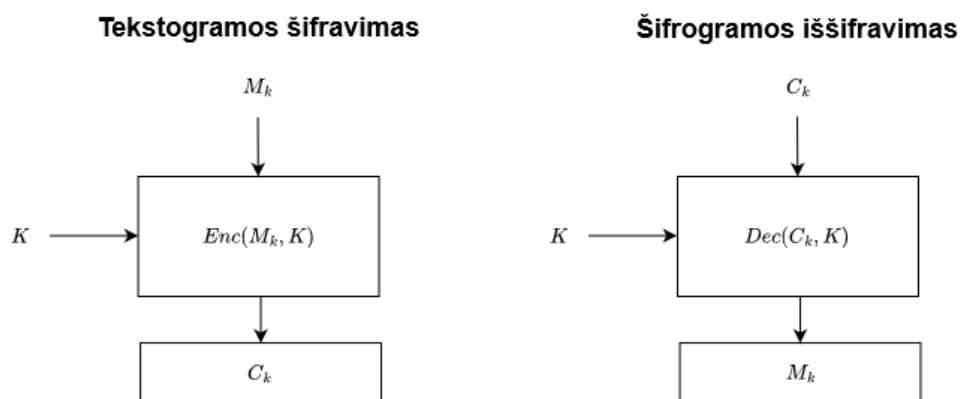 Tekstogramos šifravimas
M_k
K
Enc(M_k, K)
C_k
Šifrogramos iššifravimas
C_k
K
Dec(C_k, K)
M_k